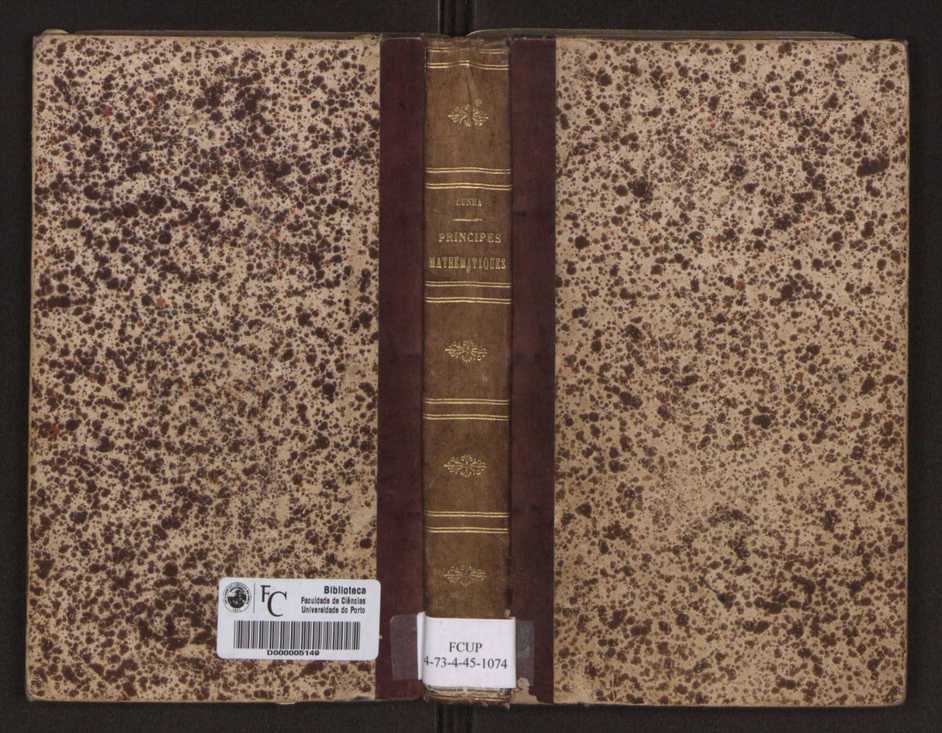 CUNHA
PRINCIPES
MATHÉMATIQUES
FC
Biblioteca
Faculdade de Ciências
Universidade do Porto
D000005149
FCUP
4-73-4-45-1074